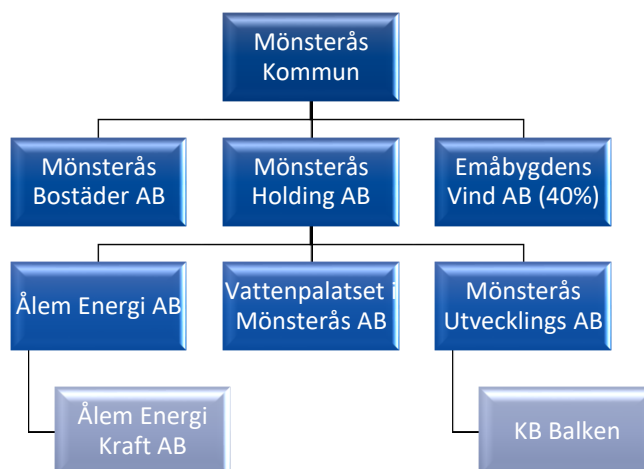 Mönsterås
Kommun
Mönsterås
Bostäder AB
Mönsterås
Holding AB
Emåbygdens
Vind AB (40%)
Ålem Energi AB
Vattenpalatset i
Mönsterås AB
Mönsterås
Utvecklings AB
Ålem Energi
Kraft AB
KB Balken